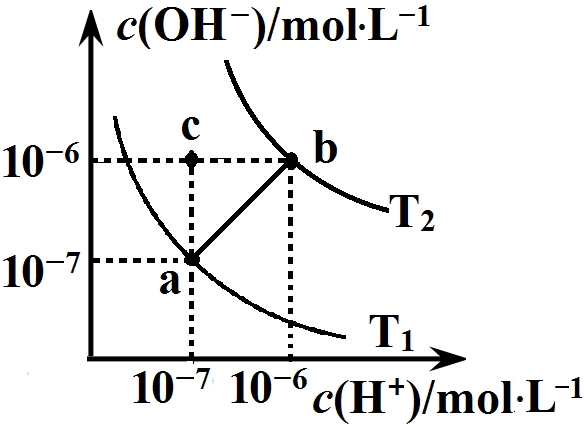 c(OH⁻)/mol·L⁻¹
c
b
10⁻⁶
T₂
10⁻⁷
a
T₁
10⁻⁷ 10⁻⁶
c(H⁺)/mol·L⁻¹